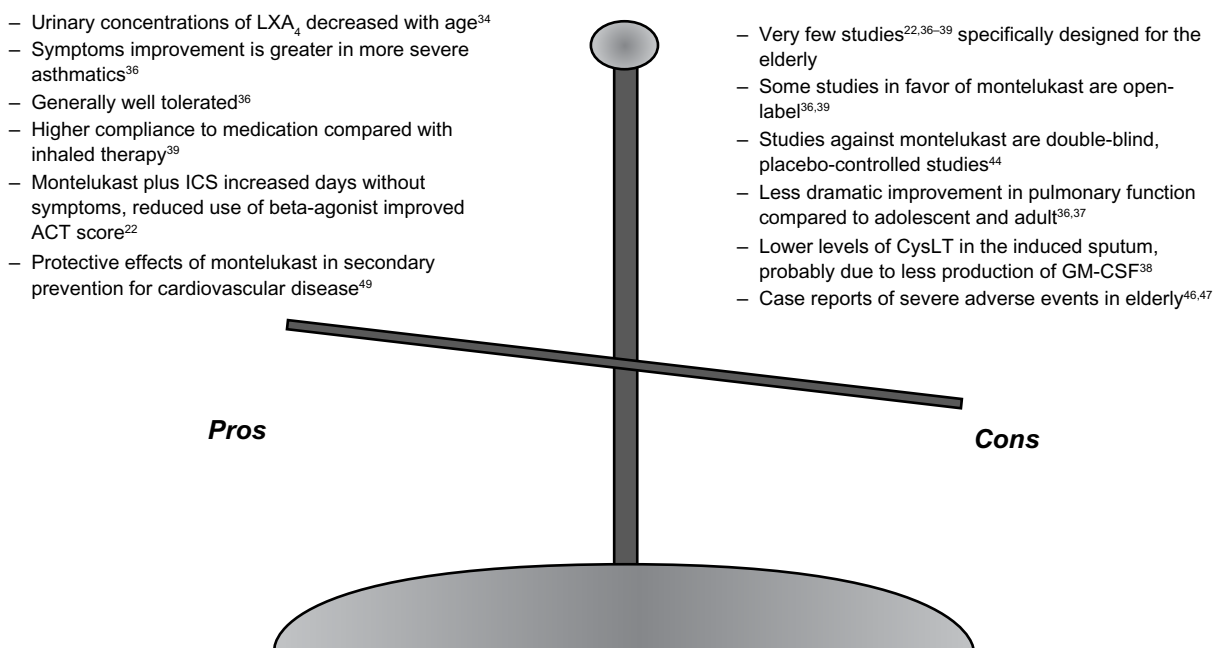 – Urinary concentrations of LXA₄ decreased with age³⁴
– Symptoms improvement is greater in more severe
asthmatics³⁶
– Generally well tolerated³⁶
– Higher compliance to medication compared with
inhaled therapy³⁹
– Montelukast plus ICS increased days without
symptoms, reduced use of beta-agonist improved
ACT score²²
– Protective effects of montelukast in secondary
prevention for cardiovascular disease⁴⁹
– Very few studies²²,³⁶–³⁹ specifically designed for the
elderly
– Some studies in favor of montelukast are open-
label³⁶,³⁹
– Studies against montelukast are double-blind,
placebo-controlled studies⁴⁴
– Less dramatic improvement in pulmonary function
compared to adolescent and adult³⁶,³⁷
– Lower levels of CysLT in the induced sputum,
probably due to less production of GM-CSF³⁸
– Case reports of severe adverse events in elderly⁴⁶,⁴⁷
Pros
Cons